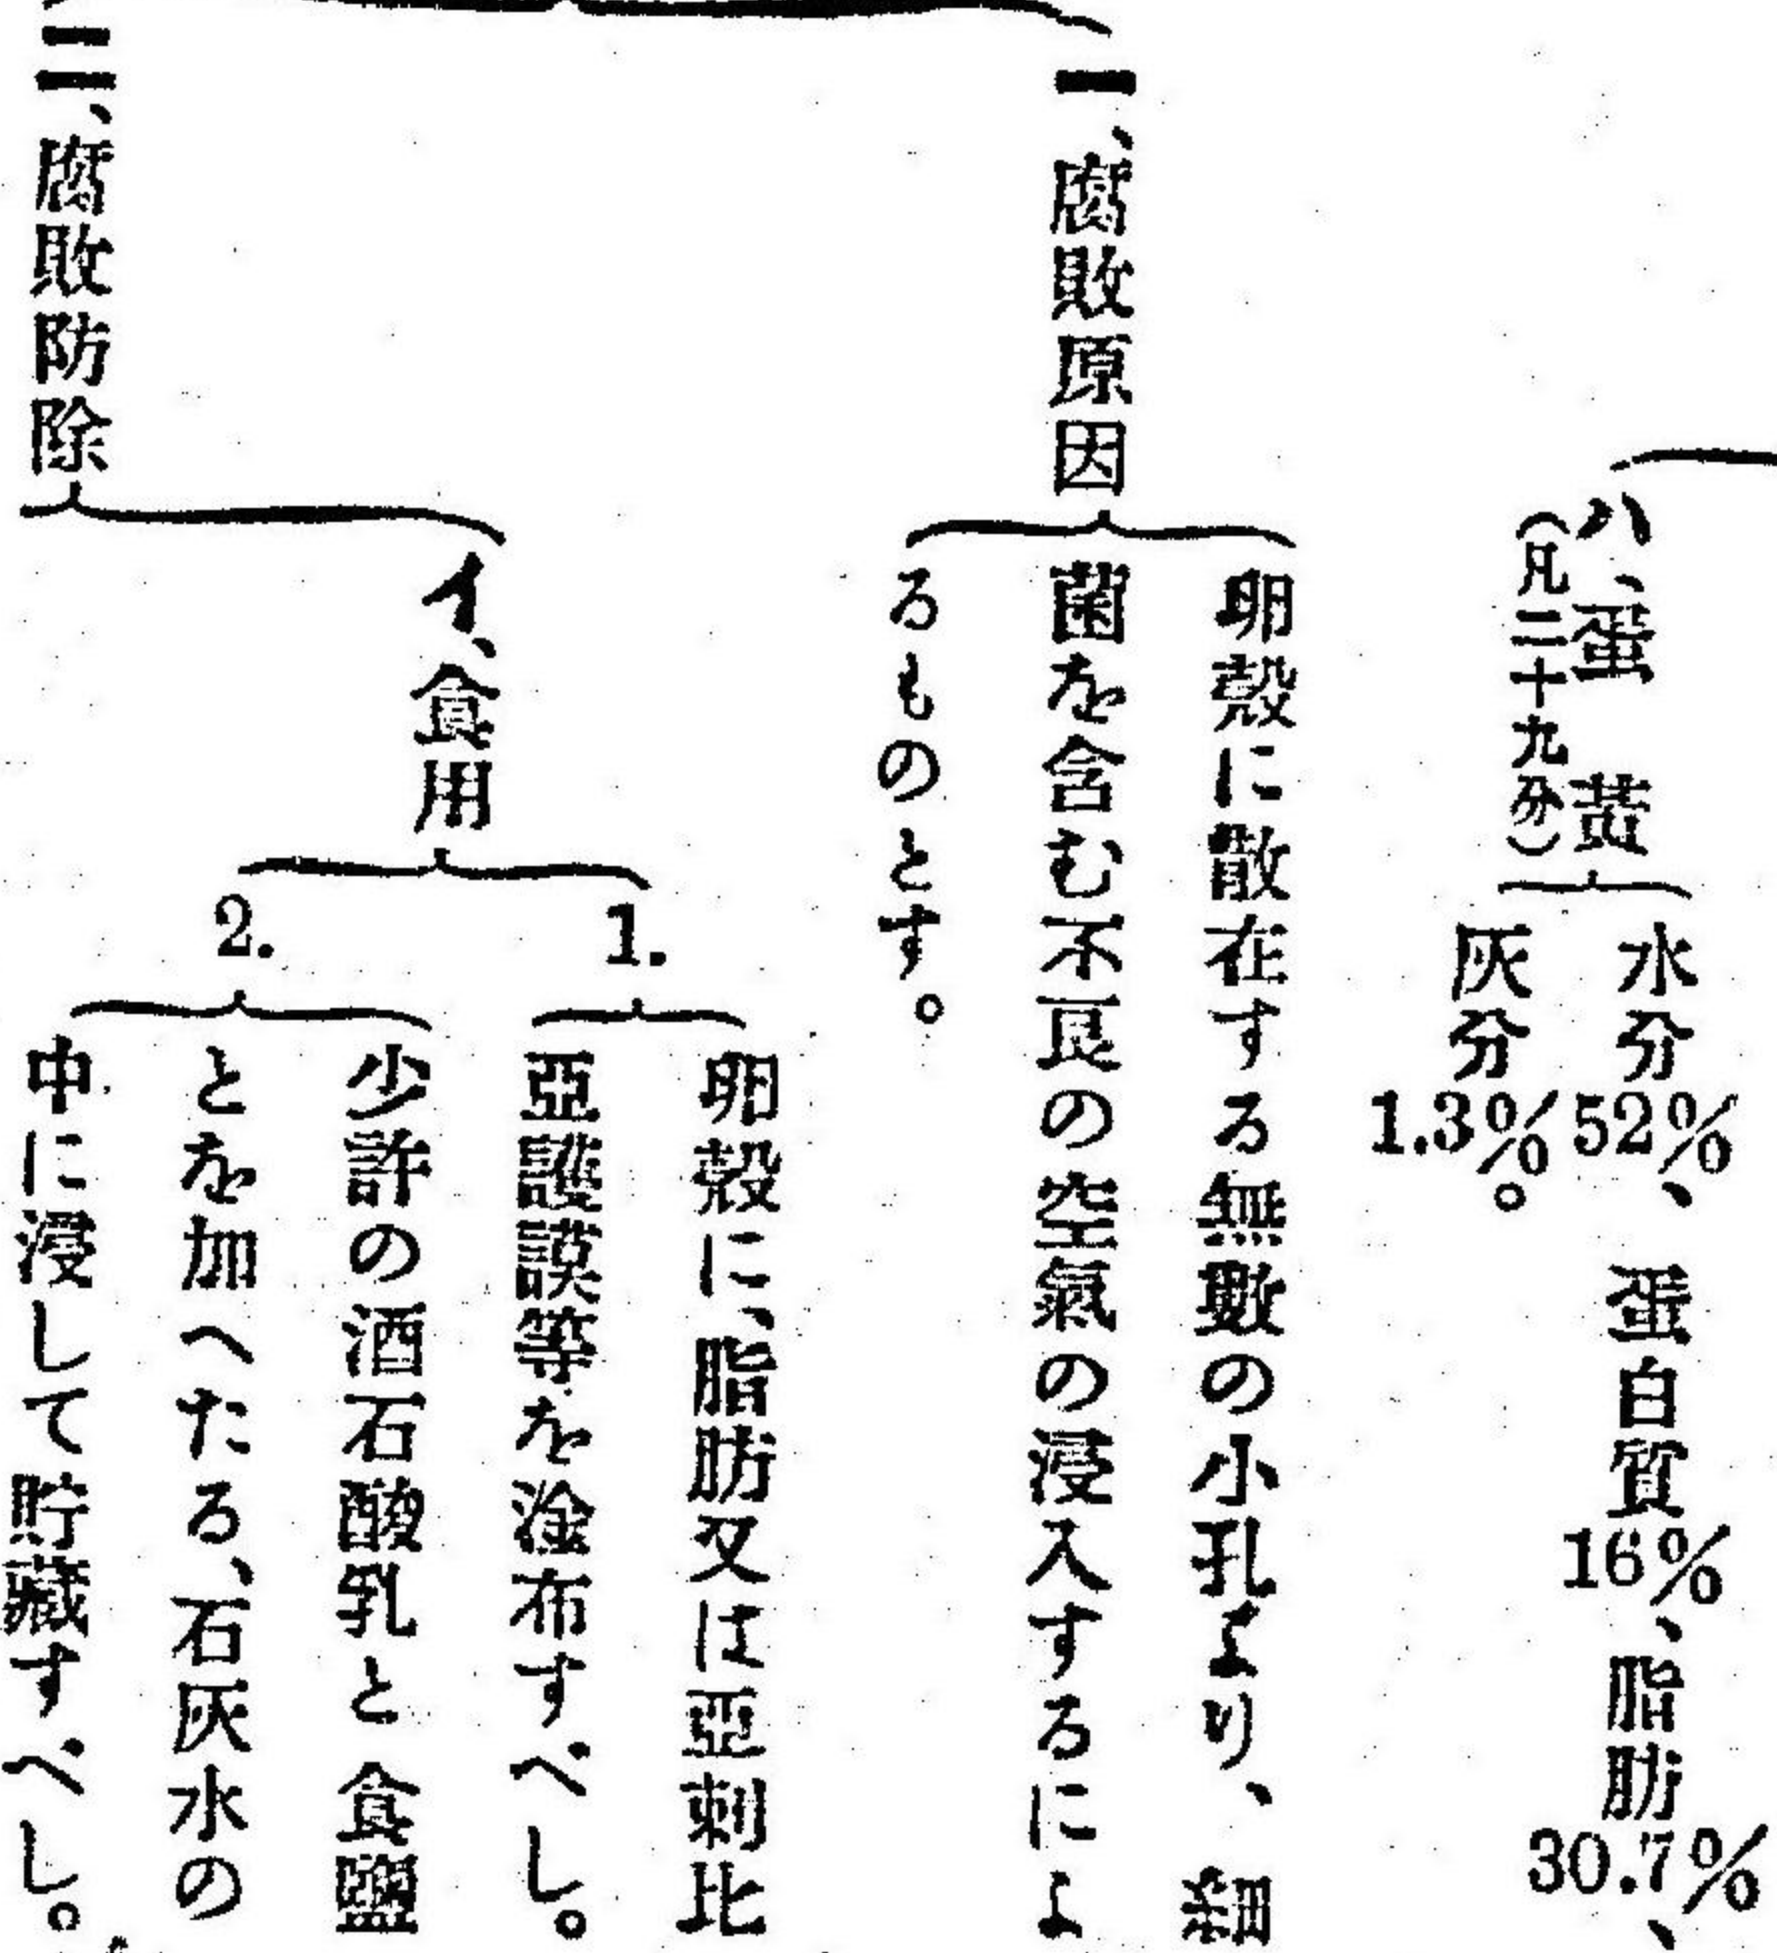 ハ、蛋黃
(凡二十九分)
水分52%、蛋白質16%、脂肪30.7%、
灰分1.3%。
一、腐敗原因
卵殼に散在する無數の小孔より、細
菌を含む不良の空氣の浸入するによ
るものとす。
二、腐敗防除
イ、食用
1.
卵殼に、脂肪又は亞刺比
亞護謨等を塗布すべし。
2.
少許の酒石酸乳と食鹽
とを加へたる、石灰水の
中に浸して貯藏すべし。